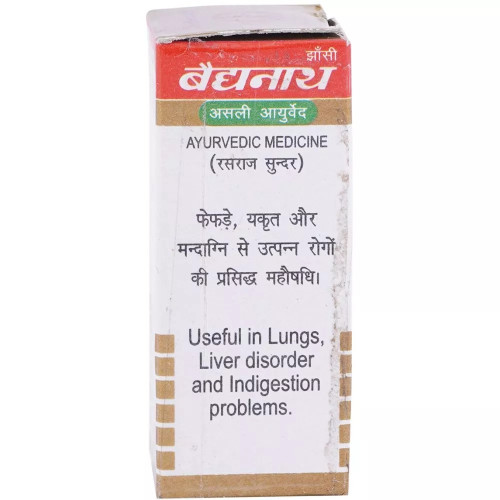 झाँसी
बैद्यनाथ
असली आयुर्वेद
AYURVEDIC MEDICINE
(रसराज सुन्दर)
फेफड़े, यकृत और
मन्दाग्नि से उत्पन्न रोगों
की प्रसिद्ध महौषधि।
Useful in Lungs,
Liver disorder
and Indigestion
problems.